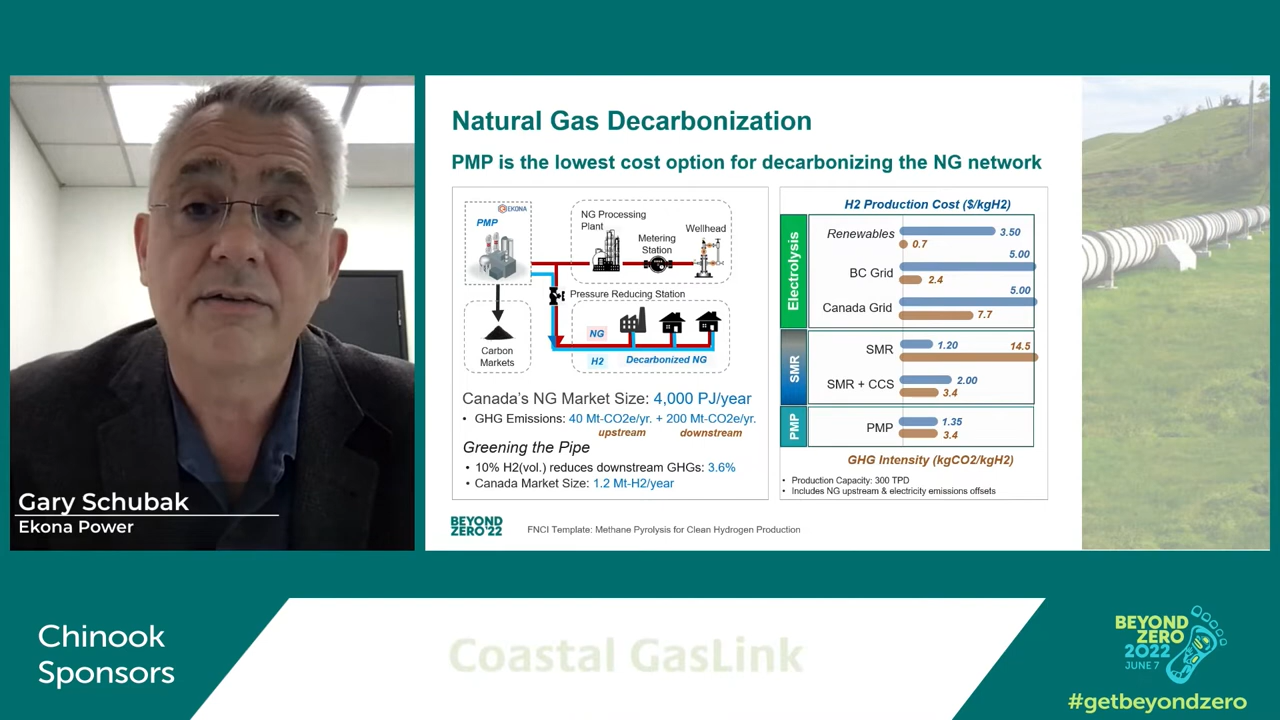 Natural Gas Decarbonization
PMP is the lowest cost option for decarbonizing the NG network
EKONA
PMP
NG Processing
Plant
Metering
Station
Wellhead
Pressure Reducing Station
Carbon
Markets
NG
H2
Decarbonized NG
Canada's NG Market Size: 4,000 PJ/year
• GHG Emissions: 40 Mt-CO2e/yr. + 200 Mt-CO2e/yr.
upstream downstream
Greening the Pipe
• 10% H2(vol.) reduces downstream GHGs: 3.6%
• Canada Market Size: 1.2 Mt-H2/year
H2 Production Cost ($/kgH2)
Electrolysis
Renewables 3.50
0.7
5.00
BC Grid
2.4
5.00
Canada Grid
7.7
SMR
SMR 1.20 14.5
SMR + CCS 2.00
3.4
PMP
PMP 1.35
3.4
GHG Intensity (kgCO2/kgH2)
• Production Capacity: 300 TPD
• Includes NG upstream & electricity emissions offsets
BEYOND
ZERO'22
FNCI Template: Methane Pyrolysis for Clean Hydrogen Production
Gary Schubak
Ekona Power
Chinook
Sponsors
Coastal GasLink
BEYOND
ZERO
2022
JUNE 7
#getbeyondzero